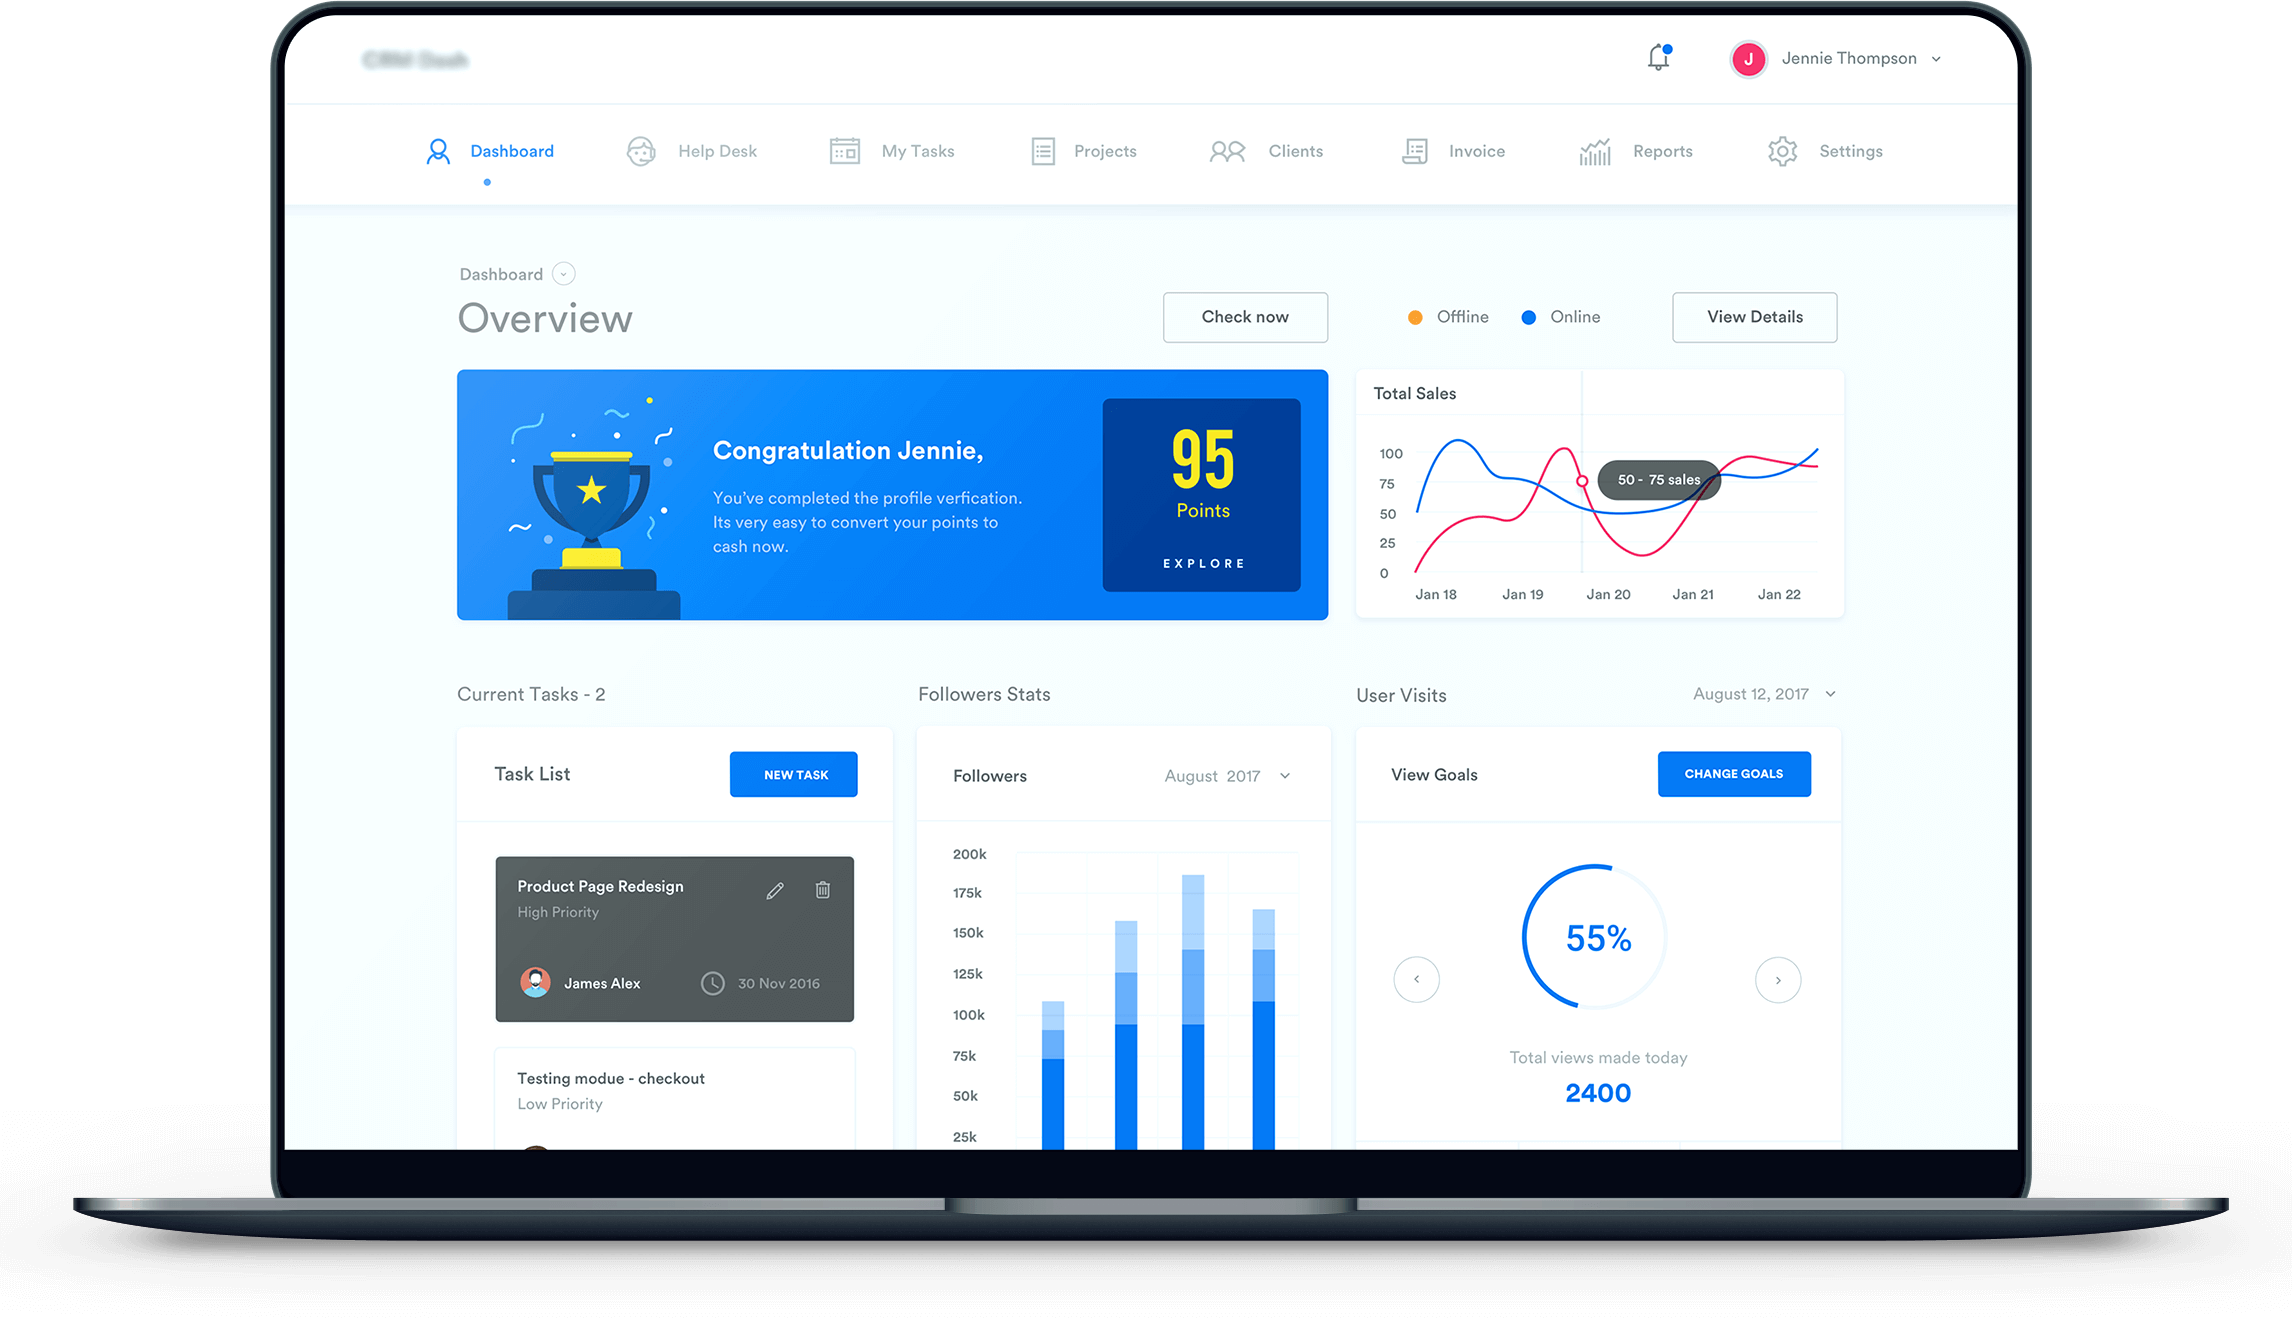 J
Jennie Thompson
Dashboard
Help Desk
My Tasks
Projects
Clients
Invoice
Reports
Settings
Dashboard
Overview
Check now
Offline
Online
View Details
Congratulation Jennie,
You've completed the profile verfication.
Its very easy to convert your points to
cash now.
95
Points
EXPLORE
Total Sales
100
75
50
25
0
50 - 75 sales
Jan 18
Jan 19
Jan 20
Jan 21
Jan 22
Current Tasks - 2
Task List
NEW TASK
Product Page Redesign
High Priority
James Alex
30 Nov 2016
Testing modue - checkout
Low Priority
Followers Stats
Followers
August 2017
200k
175k
150k
125k
100k
75k
50k
25k
User Visits
August 12, 2017
View Goals
CHANGE GOALS
55%
Total views made today
2400